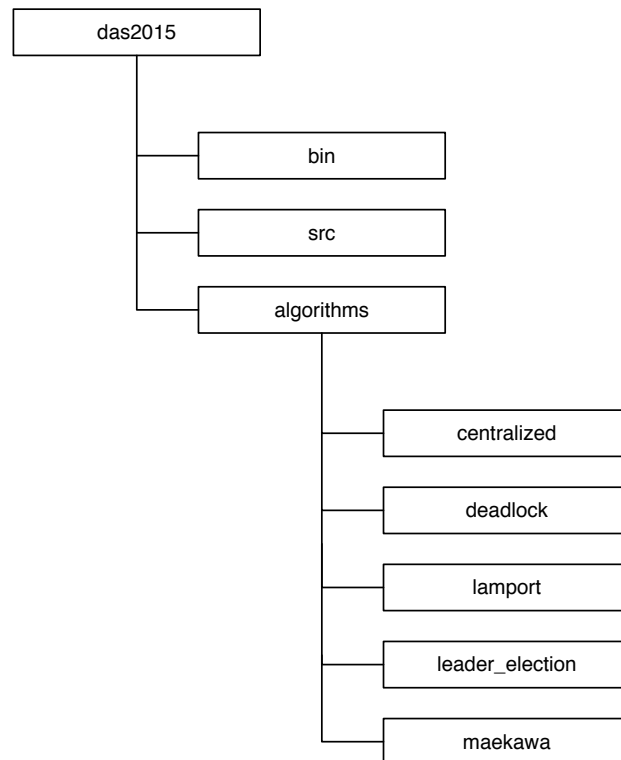 das2015
bin
src
algorithms
centralized
deadlock
lamport
leader_election
maekawa